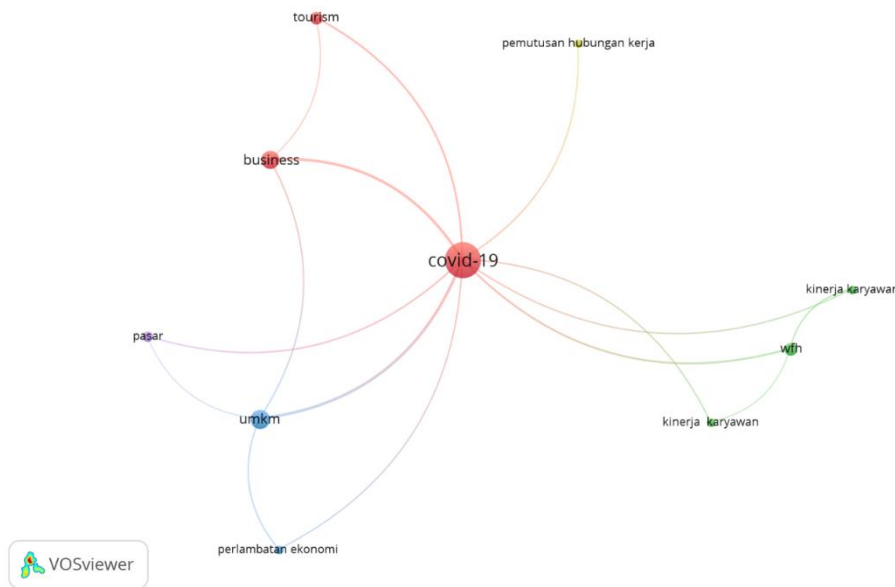 tourism
pemutusan hubungan kerja
business
covid-19
kinerja karyawan
pasar
wfh
umkm
kinerja  karyawan
perlambatan ekonomi
VOSviewer